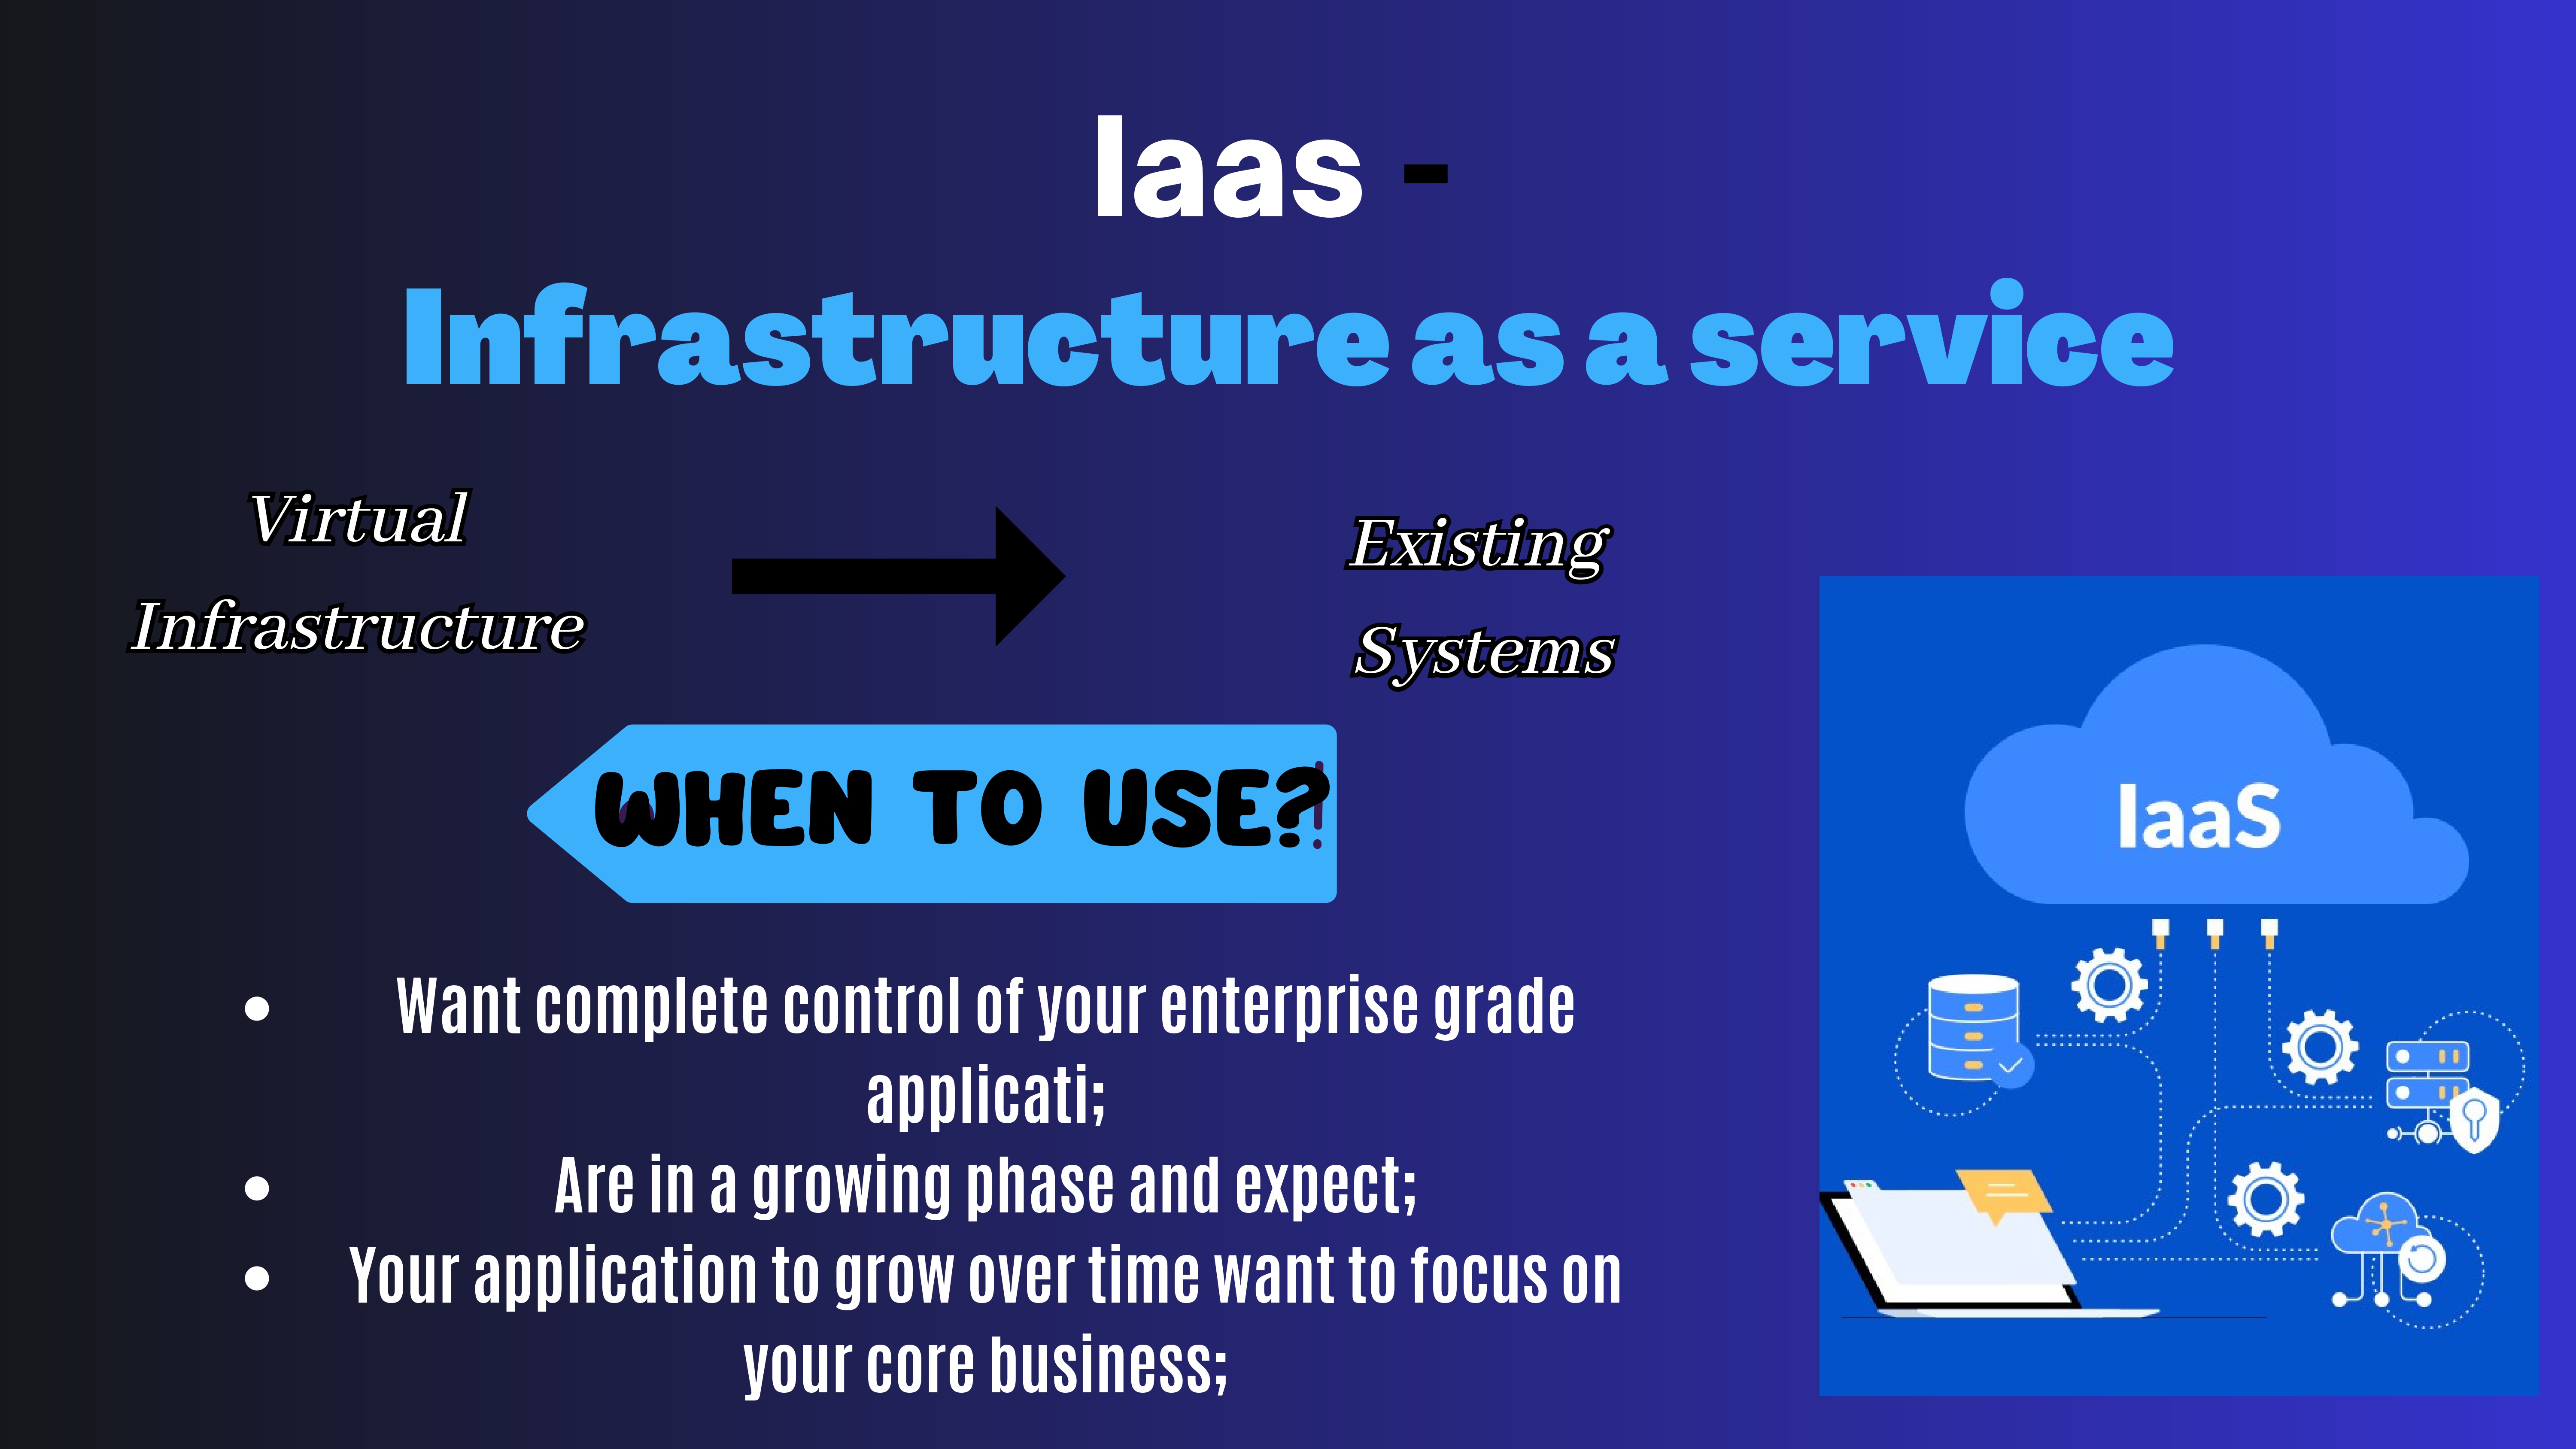 Iaas -
Infrastructure as a service
Virtual
Infrastructure
Existing
Systems
WHEN TO USE?
• Want complete control of your enterprise grade
applicati;
• Are in a growing phase and expect;
• Your application to grow over time want to focus on
your core business;
IaaS